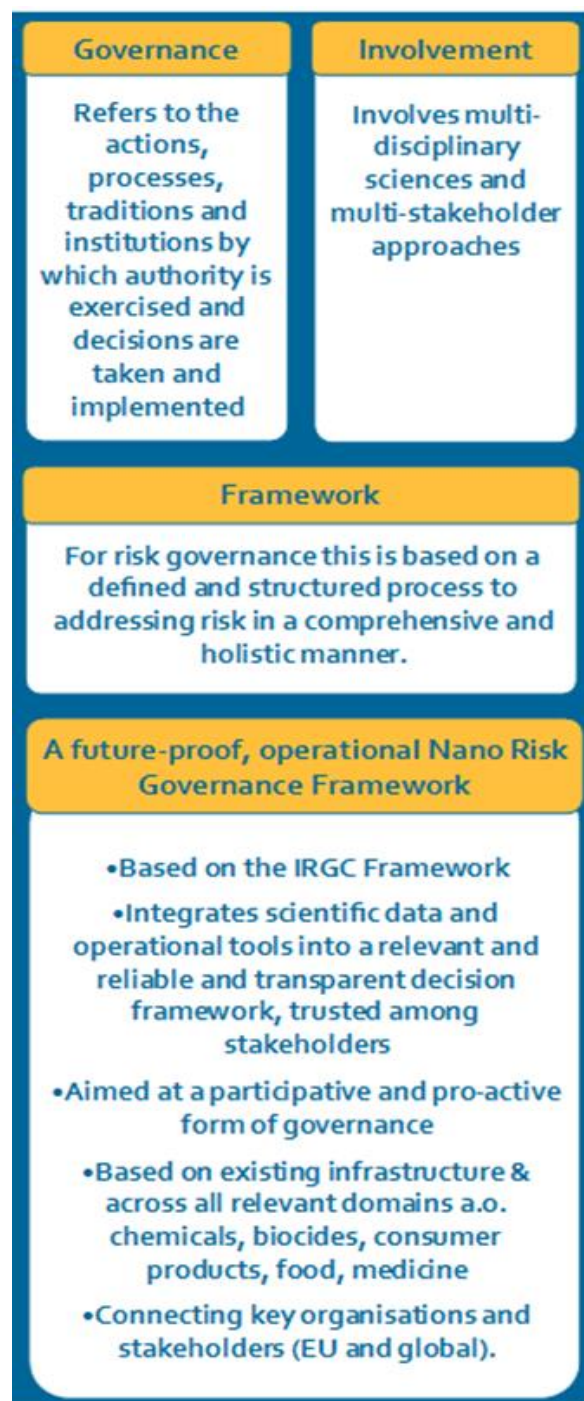 Governance
Refers to the
actions,
processes,
traditions and
institutions by
which authority is
exercised and
decisions are
taken and
implemented
Involvement
Involves multi-
disciplinary
sciences and
multi-stakeholder
approaches
Framework
For risk governance this is based on a
defined and structured process to
addressing risk in a comprehensive and
holistic manner.
A future-proof, operational Nano Risk
Governance Framework
•Based on the IRGC Framework
•Integrates scientific data and
operational tools into a relevant and
reliable and transparent decision
framework, trusted among
stakeholders
•Aimed at a participative and pro-active
form of governance
•Based on existing infrastructure &
across all relevant domains a.o.
chemicals, biocides, consumer
products, food, medicine
•Connecting key organisations and
stakeholders (EU and global).